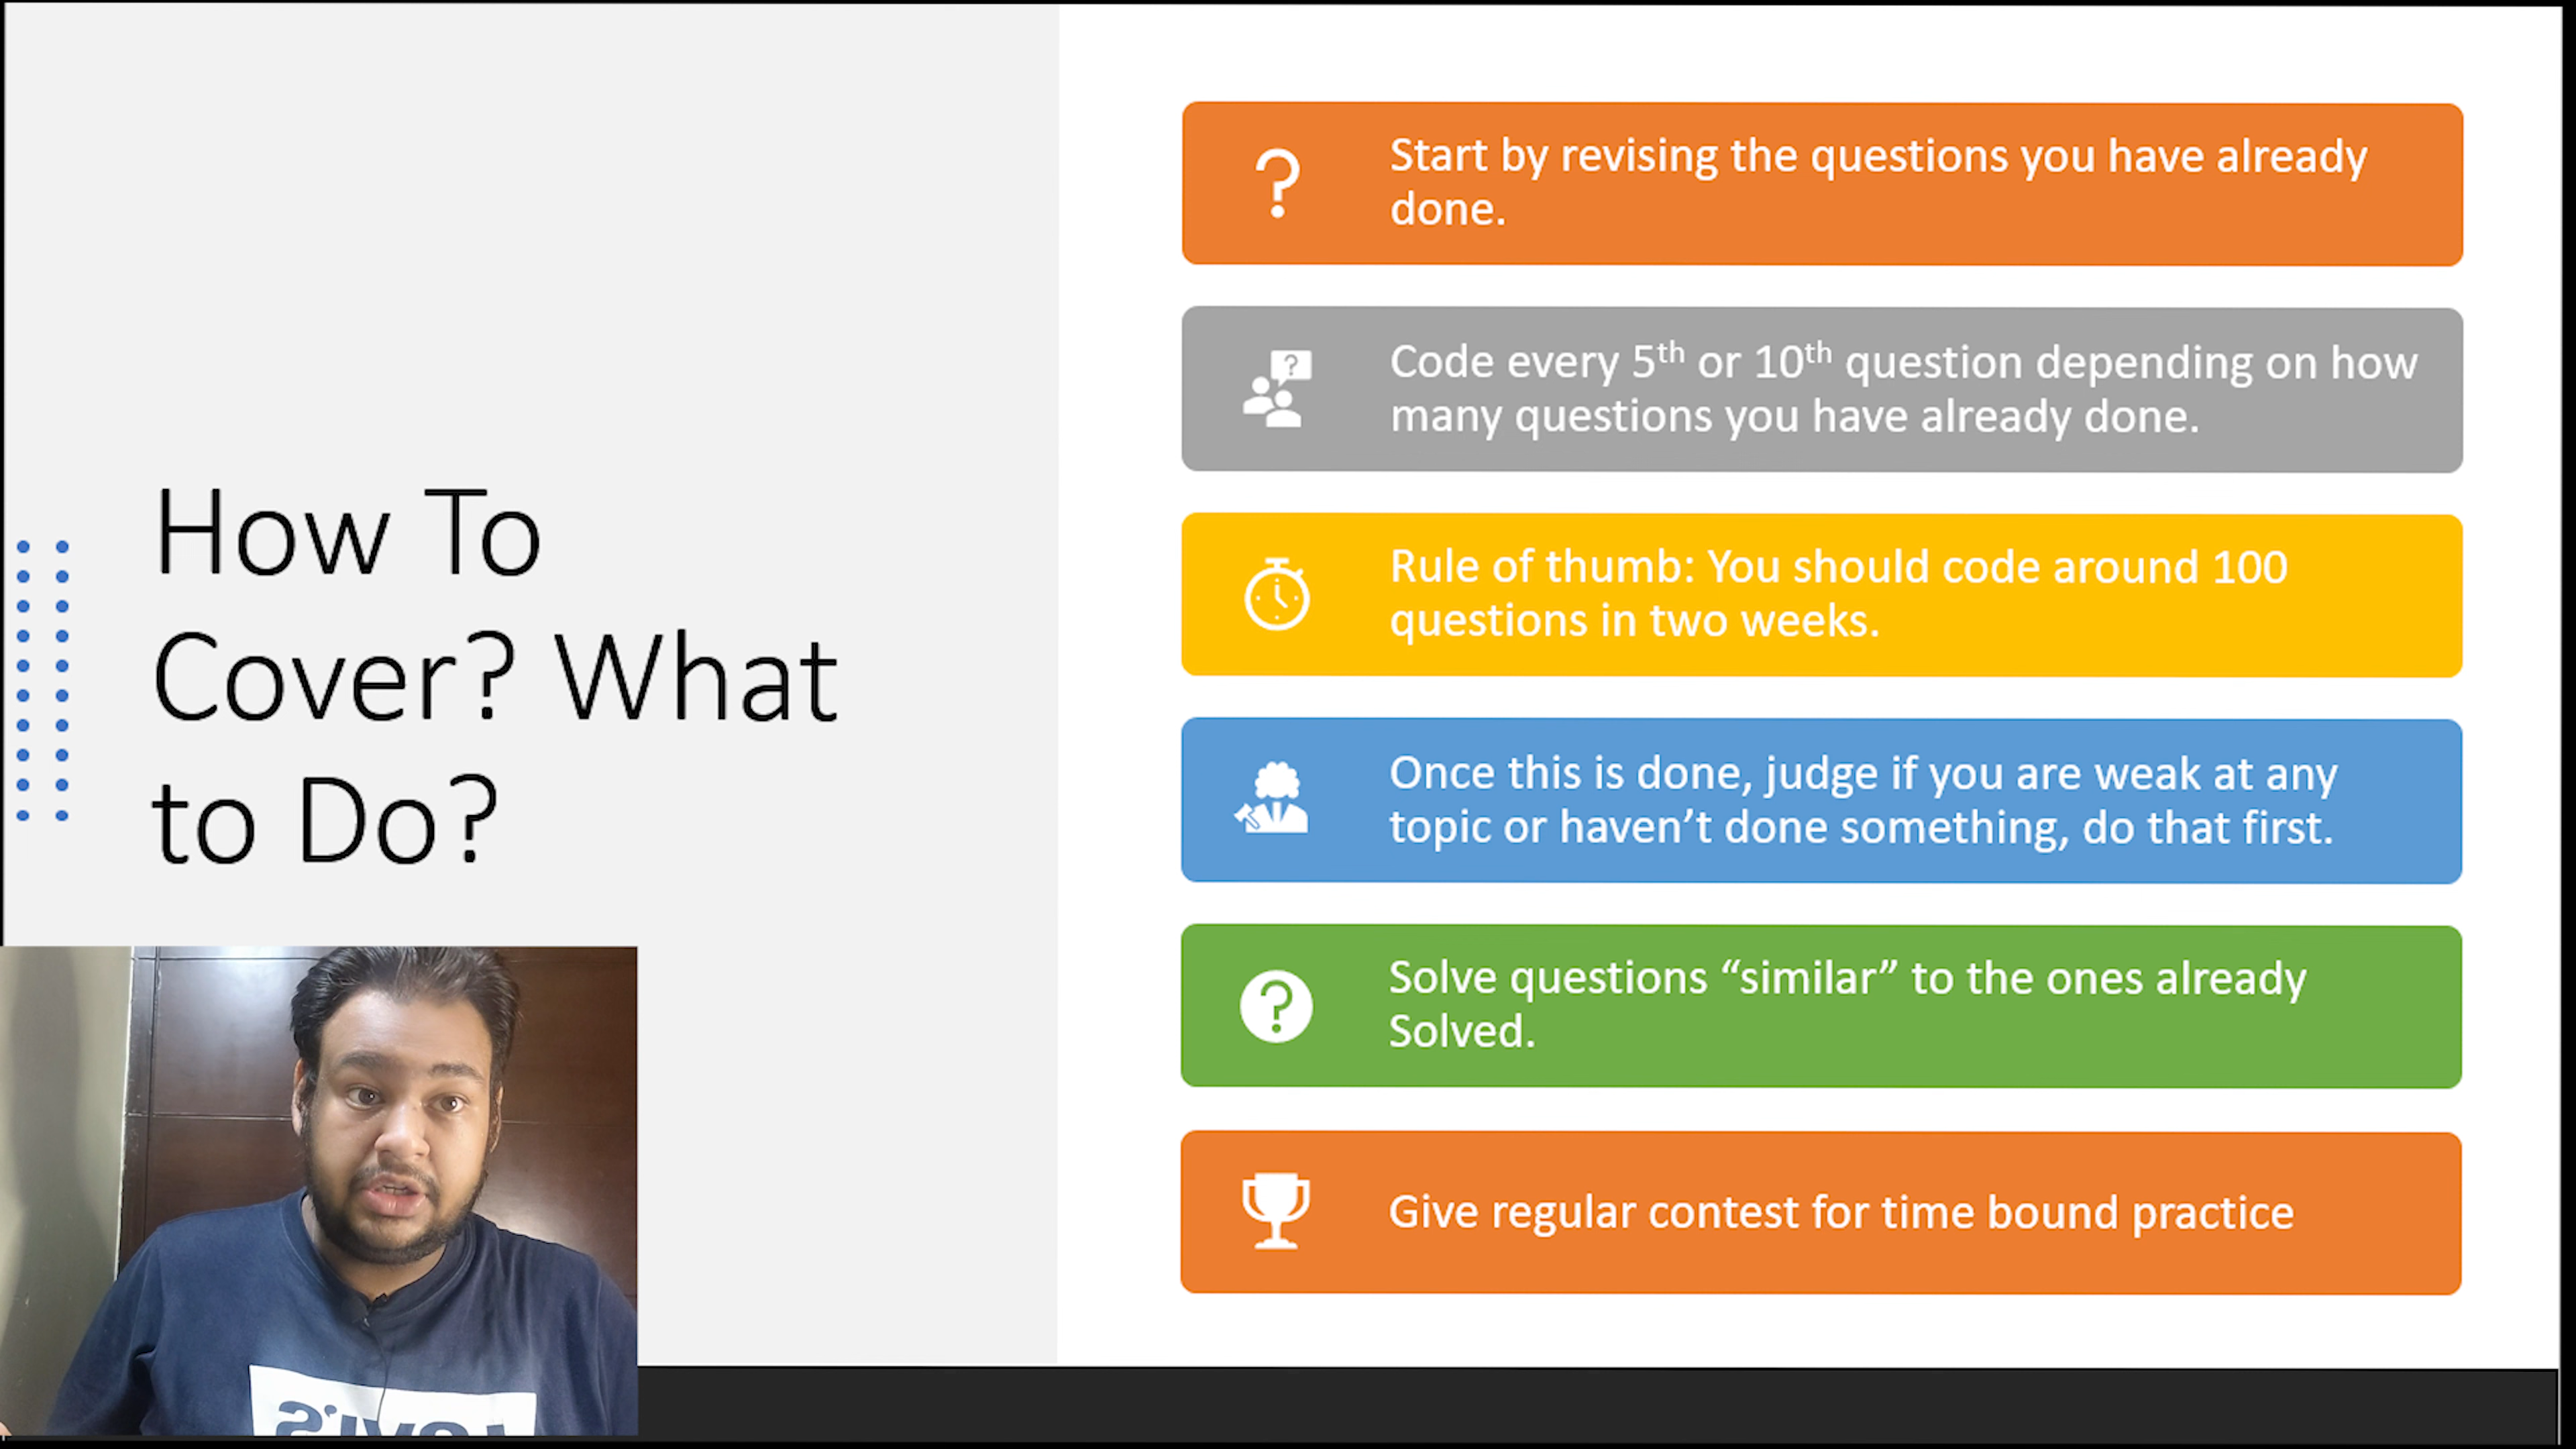 How To
Cover? What
to Do?
Start by revising the questions you have already
done.
Code every 5th or 10th question depending on how
many questions you have already done.
Rule of thumb: You should code around 100
questions in two weeks.
Once this is done, judge if you are weak at any
topic or haven’t done something, do that first.
Solve questions “similar” to the ones already
Solved.
Give regular contest for time bound practice